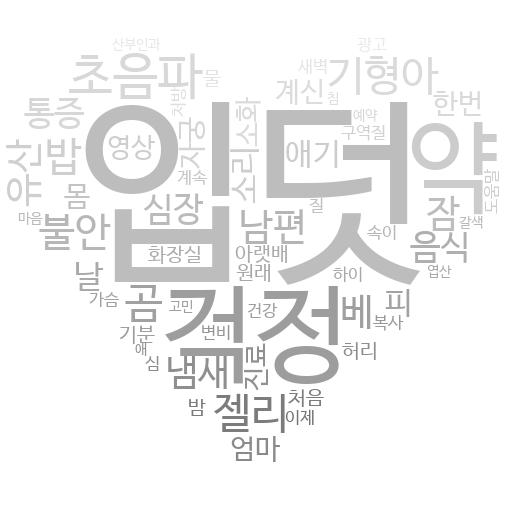 산부인과
광고
초음파
물
새벽
기형아
처방
계신
침
한번
통증
입덧
약
예약
자궁
소화
구역질
영상
애기
유산
밥
소리
계속
도움말
몸
심장
질
잠
갈색
마음
불안
남편
속이
음식
화장실
아랫배
날
원래
하이
엽산
가슴
곰
고민
걱정
건강
베
피
복사
기분
변비
애
심
냄새
진료
허리
밤
젤리
처음
이제
엄마